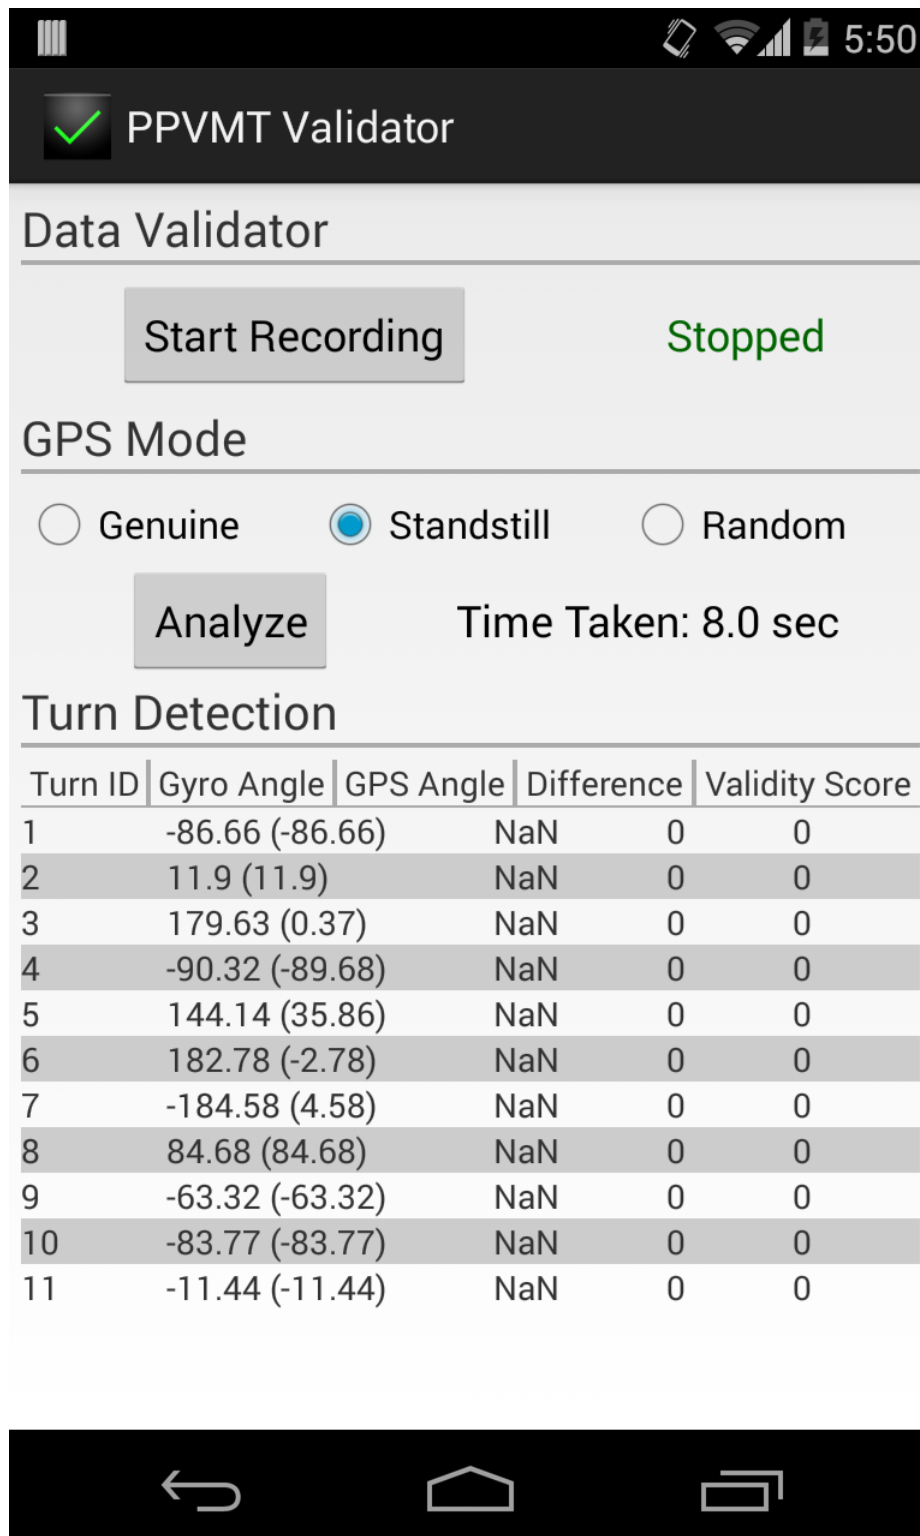 5:50
PPVMT Validator
Data Validator
Start Recording Stopped
GPS Mode
Genuine Standstill Random
Analyze Time Taken: 8.0 sec
Turn Detection
Turn ID Gyro Angle GPS Angle Difference Validity Score
1 -86.66 (-86.66) NaN 0 0
2 11.9 (11.9) NaN 0 0
3 179.63 (0.37) NaN 0 0
4 -90.32 (-89.68) NaN 0 0
5 144.14 (35.86) NaN 0 0
6 182.78 (-2.78) NaN 0 0
7 -184.58 (4.58) NaN 0 0
8 84.68 (84.68) NaN 0 0
9 -63.32 (-63.32) NaN 0 0
10 -83.77 (-83.77) NaN 0 0
11 -11.44 (-11.44) NaN 0 0